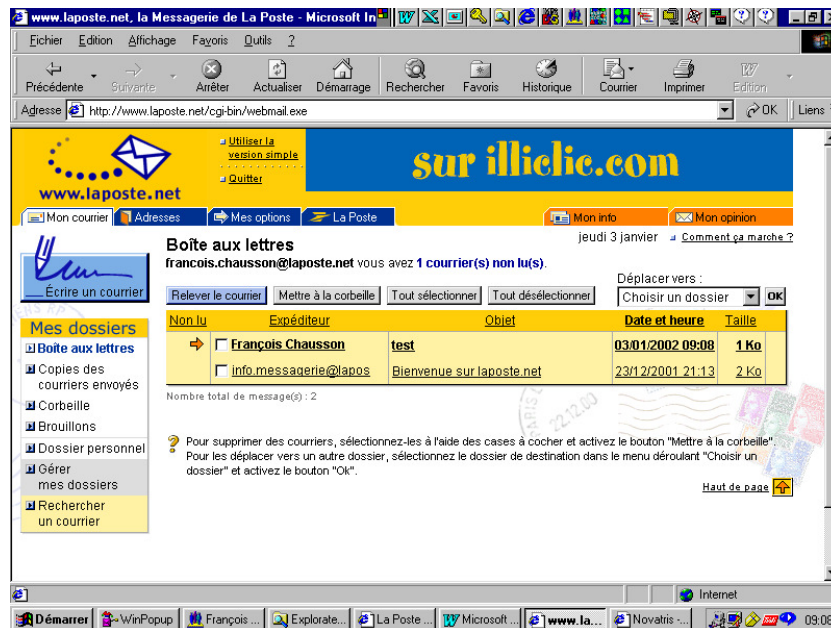 www.laposte.net, la Messagerie de La Poste - Microsoft In
Fichier Edition Affichage Favoris Outils ?
Précédente Suivante Arrêter Actualiser Démarrage Rechercher Favoris Historique Courrier Imprimer Edition
Adresse http://www.laposte.net/cgi-bin/webmail.exe OK Liens
www.laposte.net
Utiliser la
version simple
Quitter
sur illiclic.com
Mon courrier Adresses Mes options La Poste Mon info Mon opinion
jeudi 3 janvier Comment ça marche ?
Boîte aux lettres
francois.chausson@laposte.net vous avez 1 courrier(s) non lu(s).
Écrire un courrier
Déplacer vers :
Relever le courrier Mettre à la corbeille Tout sélectionner Tout désélectionner Choisir un dossier OK
Non lu Expéditeur Objet Date et heure Taille
François Chausson test 03/01/2002 09:08 1 Ko
info.messagerie@lapos Bienvenue sur laposte.net 23/12/2001 21:13 2 Ko
Nombre total de message(s) : 2
Mes dossiers
Boîte aux lettres
Copies des
courriers envoyés
Corbeille
Brouillons
Dossier personnel
Gérer
mes dossiers
Rechercher
un courrier
22.12.00
Pour supprimer des courriers, sélectionnez-les à l'aide des cases à cocher et activez le bouton "Mettre à la corbeille".
Pour les déplacer vers un autre dossier, sélectionnez le dossier de destination dans le menu déroulant "Choisir un
dossier" et activez le bouton "Ok".
Haut de page
Internet
Démarrer WinPopup François ... Explorate... La Poste ... Microsoft ... www.la... Novatris -... 09:08